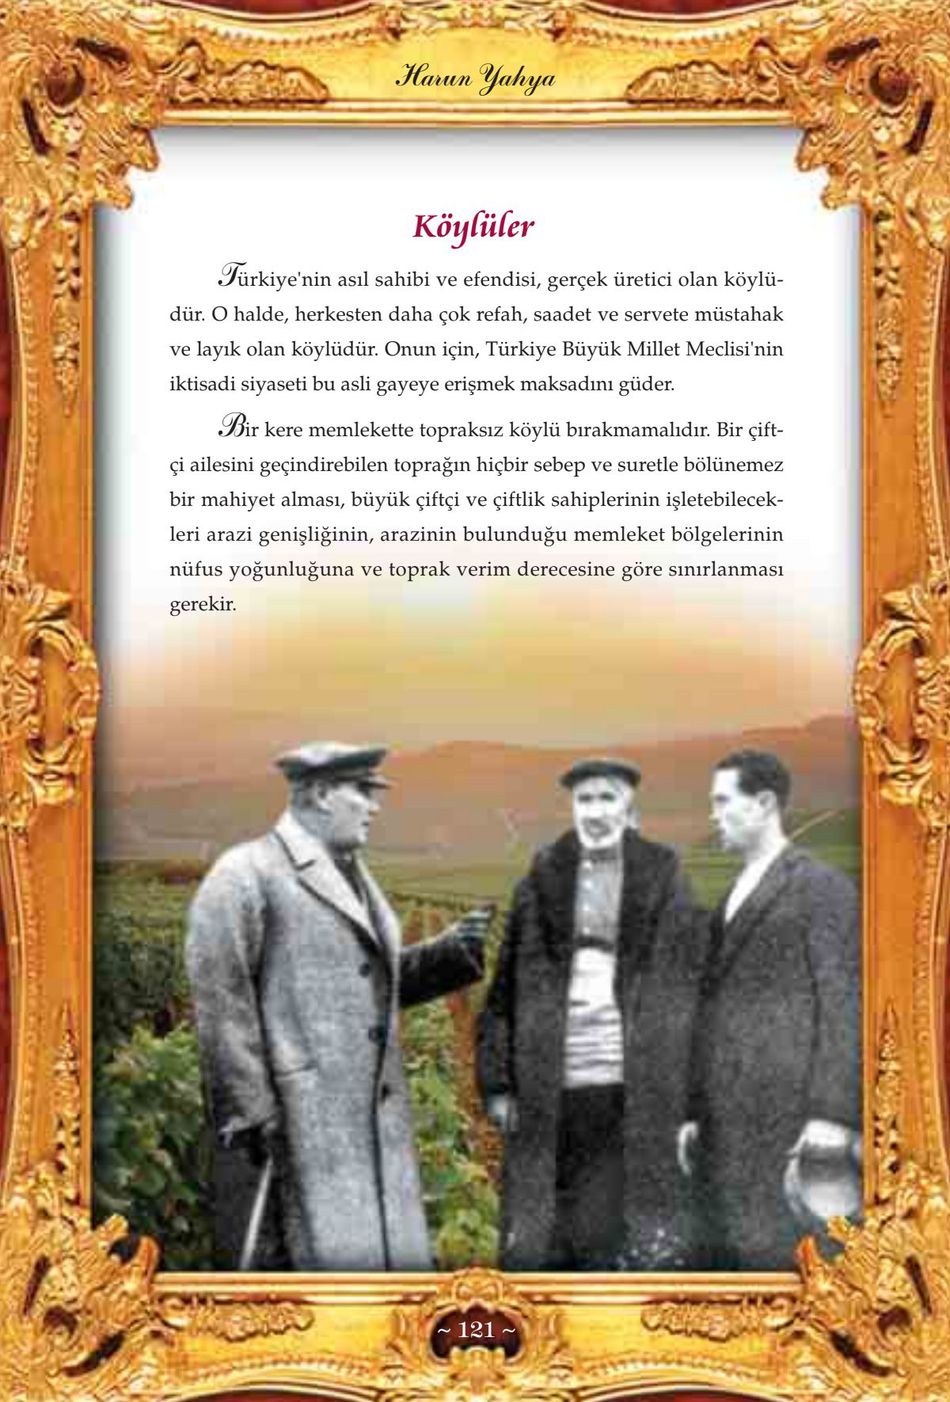 Harun Yahya
Köylüler
Türkiye'nin asıl sahibi ve efendisi, gerçek üretici olan köylü-
dür. O halde, herkesten daha çok refah, saadet ve servete müstahak
ve layık olan köylüdür. Onun için, Türkiye Büyük Millet Meclisi'nin
iktisadi siyaseti bu asli gayeye erişmek maksadını güder.
Bir kere memlekette topraksız köylü bırakmamalıdır. Bir çift-
çi ailesini geçindirebilen toprağın hiçbir sebep ve suretle bölünemez
bir mahiyet alması, büyük çiftçi ve çiftlik sahiplerinin işletebilecek-
leri arazi genişliğinin, arazinin bulunduğu memleket bölgelerinin
nüfus yoğunluğuna ve toprak verim derecesine göre sınırlanması
gerekir.
~ 121 ~